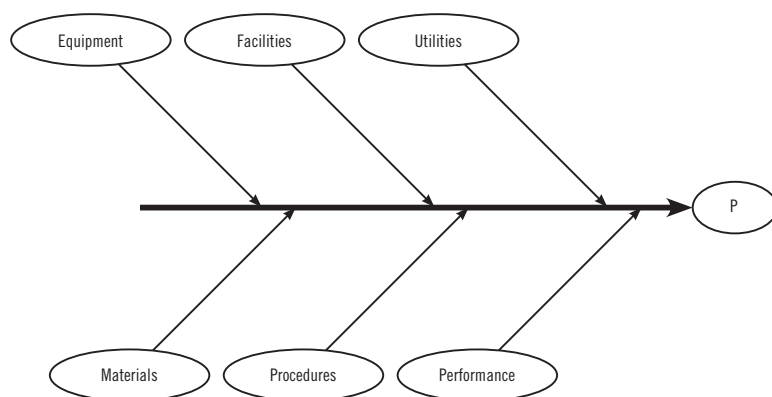 Equipment
Facilities
Utilities
P
Materials
Procedures
Performance